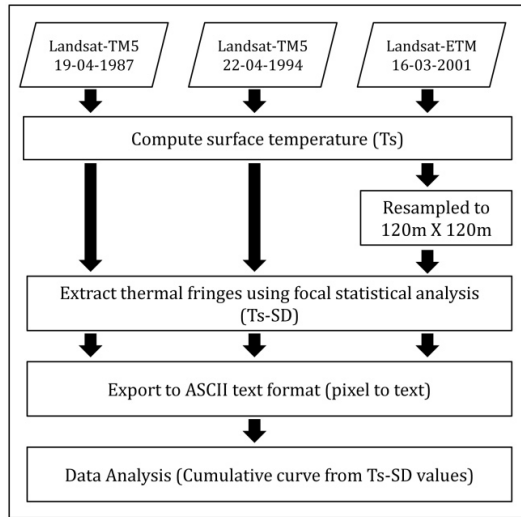 Landsat-TM5
19-04-1987
Landsat-TM5
22-04-1994
Landsat-ETM
16-03-2001
Compute surface temperature (Ts)
Resampled to
120m X 120m
Extract thermal fringes using focal statistical analysis
(Ts-SD)
Export to ASCII text format (pixel to text)
Data Analysis (Cumulative curve from Ts-SD values)